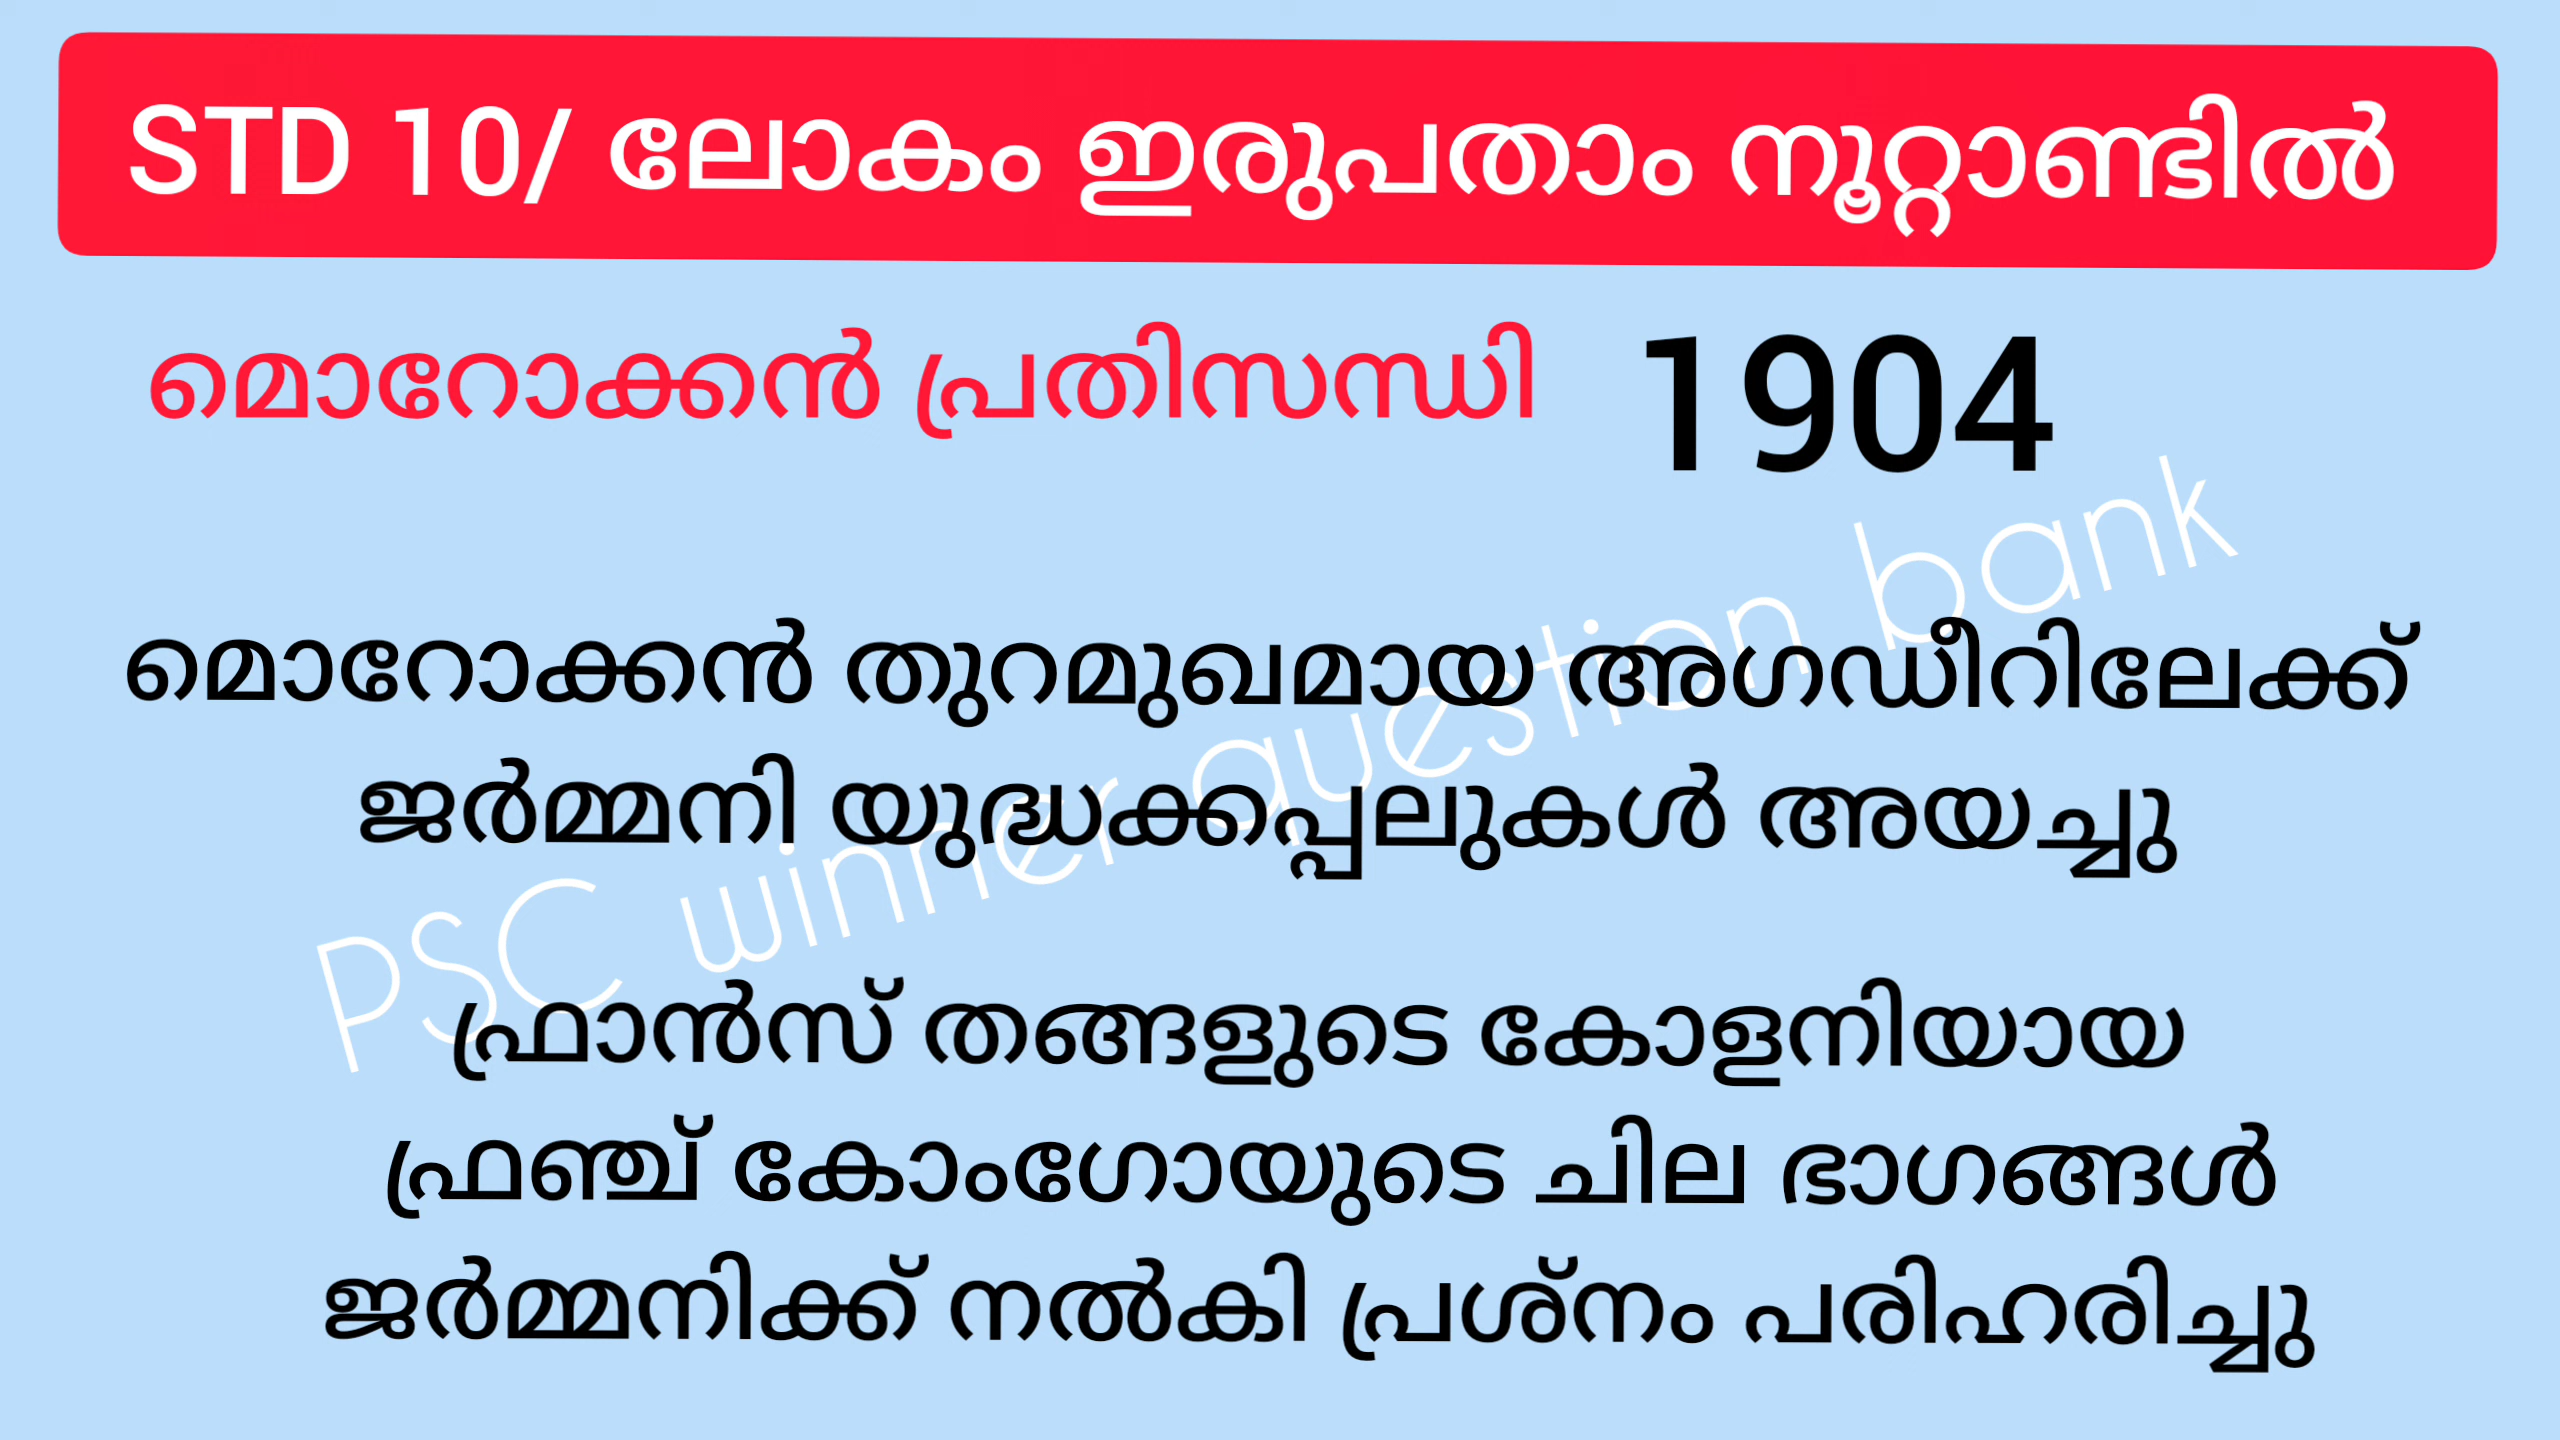 STD 10/ ലോകം ഇരുപതാം നൂറ്റാണ്ടിൽ
മൊറോക്കൻ പ്രതിസന്ധി 1904
മൊറോക്കൻ തുറമുഖമായ അഗഡീറിലേക്ക്
ജർമ്മനി യുദ്ധക്കപ്പലുകൾ അയച്ചു
ഫ്രാൻസ് തങ്ങളുടെ കോളനിയായ
ഫ്രഞ്ച് കോംഗോയുടെ ചില ഭാഗങ്ങൾ
ജർമ്മനിക്ക് നൽകി പ്രശ്നം പരിഹരിച്ചു
PSC winner question bank